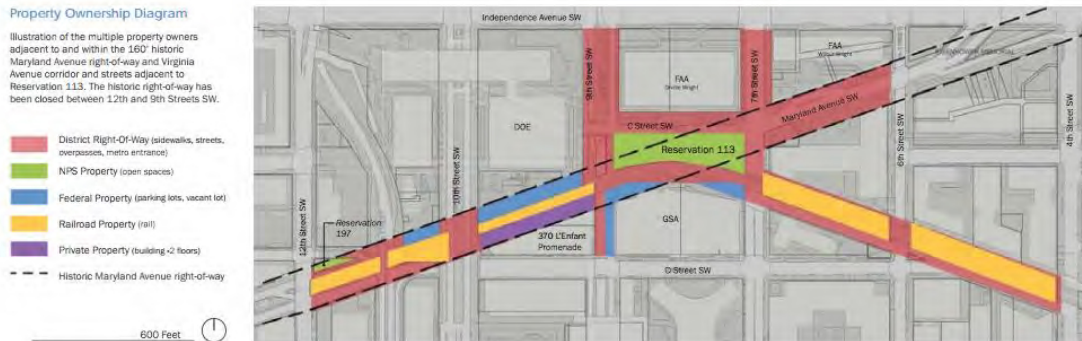 Property Ownership Diagram
Illustration of the multiple property owners
adjacent to and within the 160' historic
Maryland Avenue right-of-way and Virginia
Avenue corridor and streets adjacent to
Reservation 113. The historic right-of-way has
been closed between 12th and 9th Streets SW.
District Right-Of-Way (sidewalks, streets,
overpasses, metro entrance)
NPS Property (open spaces)
Federal Property (parking lots, vacant lot)
Railroad Property (rail)
Private Property (building -2 floors)
Historic Maryland Avenue right-of-way
600 Feet
Independence Avenue SW
9th Street SW
FAA
Orville Wright
7th Street SW
FAA
Wilbur Wright
EISENHOWER MEMORIAL
Maryland Avenue SW
C Street SW
DOE
Reservation 113
6th Street SW
4th Street SW
10th Street SW
12th Street SW
Reservation
197
370 L'Enfant
Promenade
GSA
D Street SW